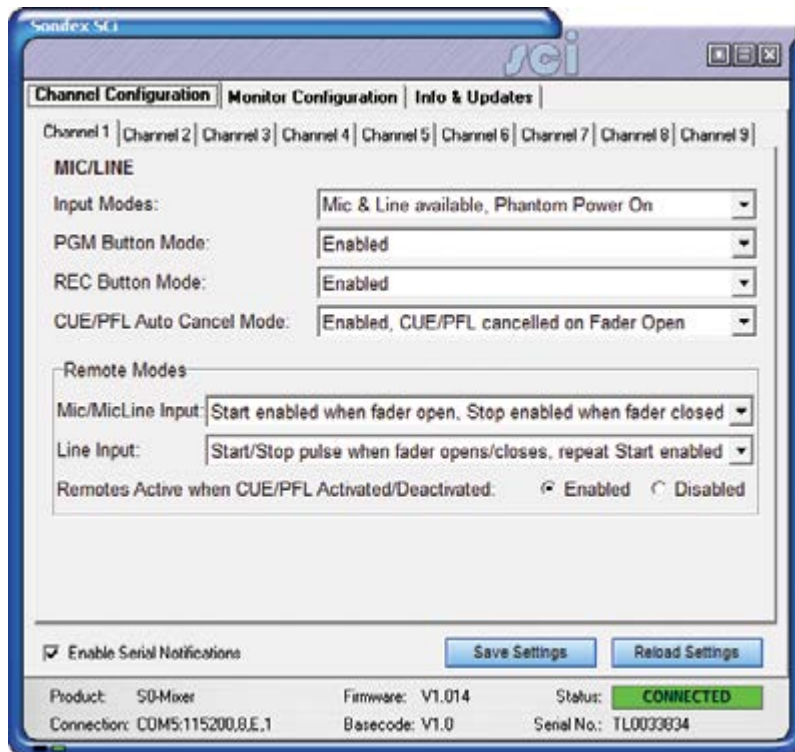 Sonifex SCi
sci
Channel Configuration Monitor Configuration Info & Updates
Channel 1 Channel 2 Channel 3 Channel 4 Channel 5 Channel 6 Channel 7 Channel 8 Channel 9
MIC/LINE
Input Modes: Mic & Line available, Phantom Power On
PGM Button Mode: Enabled
REC Button Mode: Enabled
CUE/PFL Auto Cancel Mode: Enabled, CUE/PFL cancelled on Fader Open
Remote Modes
Mic/MicLine Input: Start enabled when fader open, Stop enabled when fader closed
Line Input: Start/Stop pulse when fader opens/closes, repeat Start enabled
Remotes Active when CUE/PFL Activated/Deactivated: Enabled Disabled
Enable Serial Notifications Save Settings Reload Settings
Product: S0-Mixer Firmware: V1.014 Status: CONNECTED
Connection: COM5:115200,8,E,1 Basecode: V1.0 Serial No.: TL0033834